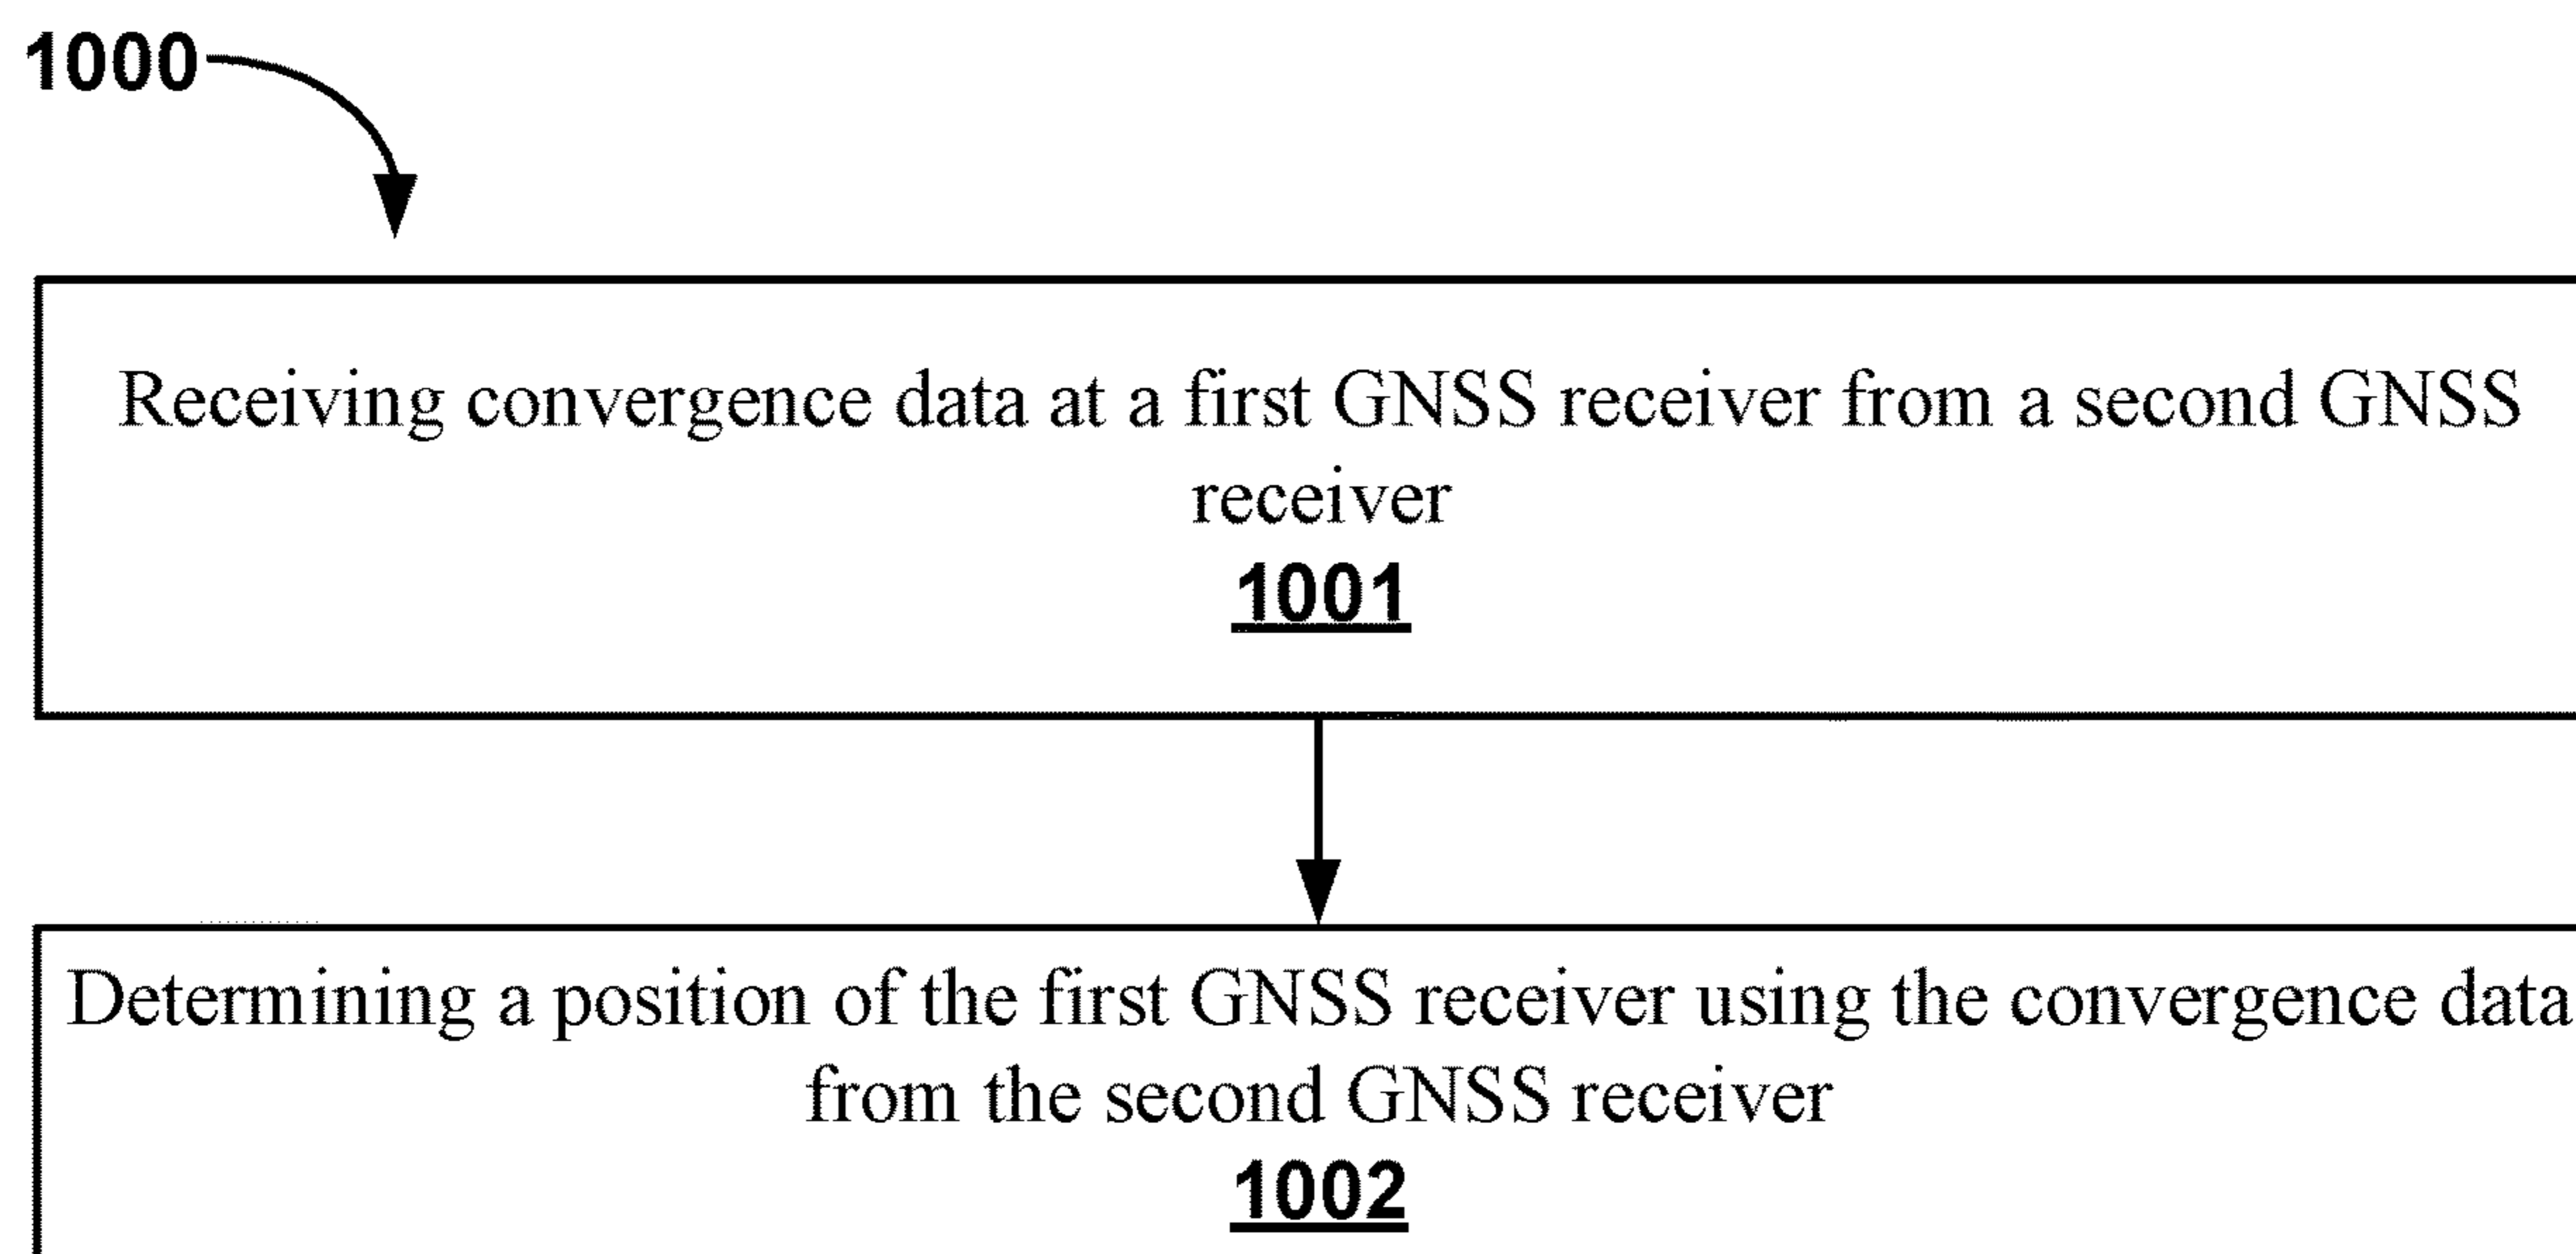 1000
Receiving convergence data at a first GNSS receiver from a second GNSS
receiver
1001
Determining a position of the first GNSS receiver using the convergence data
from the second GNSS receiver
1002